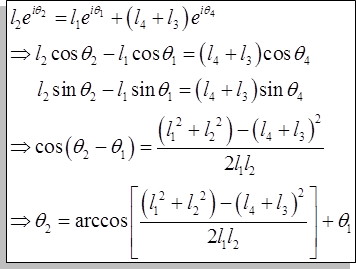 l₂e^{iθ₂} = l₁e^{iθ₁} + (l₄ + l₃)e^{iθ₄}
⇒ l₂ cos θ₂ − l₁ cos θ₁ = (l₄ + l₃) cos θ₄
l₂ sin θ₂ − l₁ sin θ₁ = (l₄ + l₃) sin θ₄
⇒ cos(θ₂ − θ₁) = ((l₁² + l₂²) − (l₄ + l₃)²) / (2l₁l₂)
⇒ θ₂ = arccos[((l₁² + l₂²) − (l₄ + l₃)²) / (2l₁l₂)] + θ₁